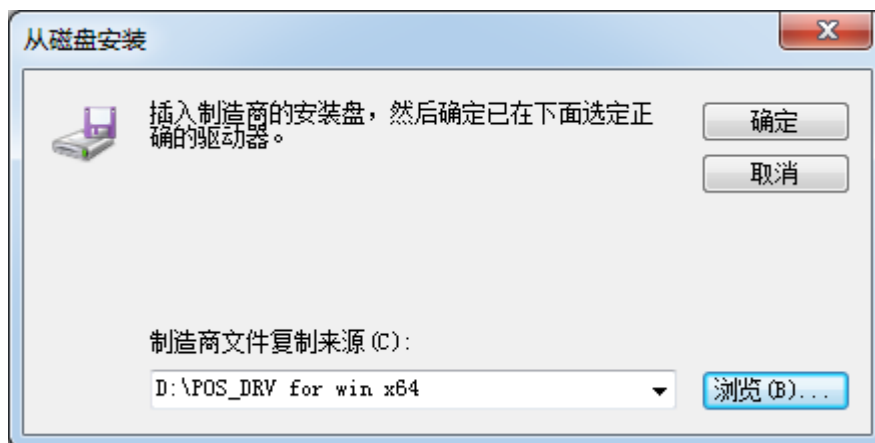 从磁盘安装
插入制造商的安装盘，然后确定已在下面选定正
确的驱动器。
确定
取消
制造商文件复制来源(C):
D:\POS_DRV for win x64
浏览(B)...